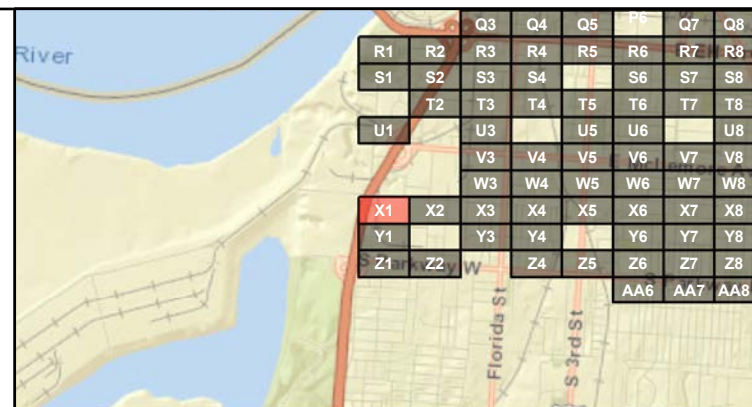 P6
Q3 Q4 Q5 Q7 Q8
River
R1 R2 R3 R4 R5 R6 R7 R8
S1 S2 S3 S4 S6 S7 S8
T2 T3 T4 T5 T6 T7 T8
U1 U3 U5 U6 U8
V3 V4 V5 V6 V7 V8
E McLemore Av
W3 W4 W5 W6 W7 W8
X1 X2 X3 X4 X5 X6 X7 X8
Y1 Y3 Y4 Y6 Y7 Y8
S Parkway W
Z1 Z2 Z4 Z5 Z6 Z7 Z8
AA6 AA7 AA8
Florida St
S 3rd St